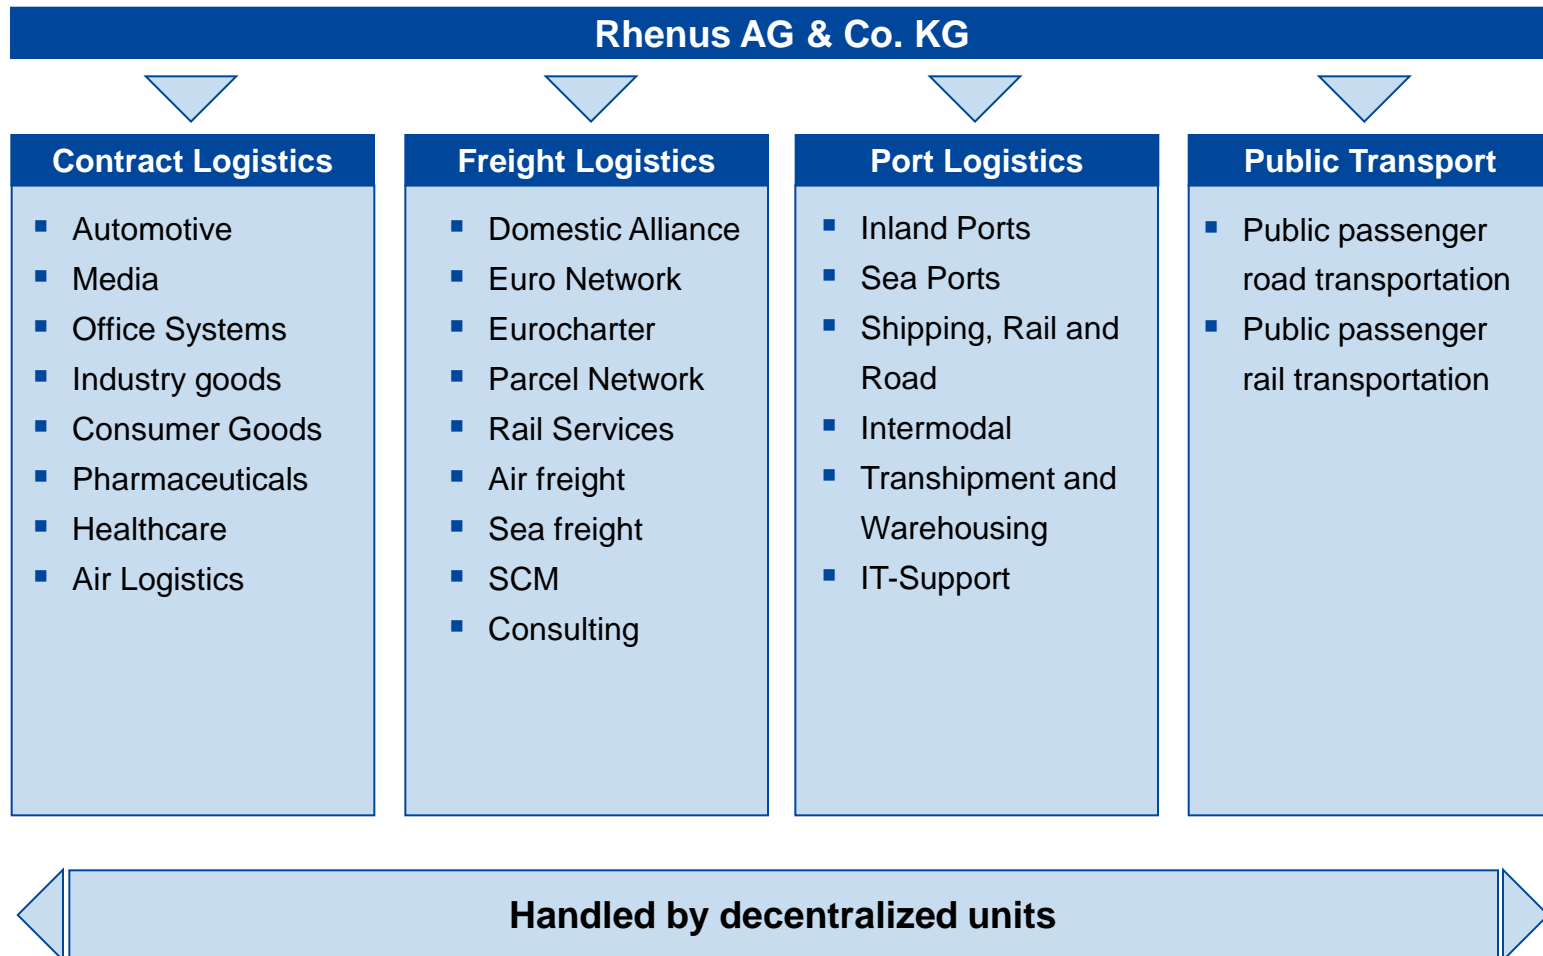 Rhenus AG & Co. KG
Contract Logistics
Automotive
Media
Office Systems
Industry goods
Consumer Goods
Pharmaceuticals
Healthcare
Air Logistics
Freight Logistics
Domestic Alliance
Euro Network
Eurocharter
Parcel Network
Rail Services
Air freight
Sea freight
SCM
Consulting
Port Logistics
Inland Ports
Sea Ports
Shipping, Rail and
Road
Intermodal
Transhipment and
Warehousing
IT-Support
Public Transport
Public passenger
road transportation
Public passenger
rail transportation
Handled by decentralized units